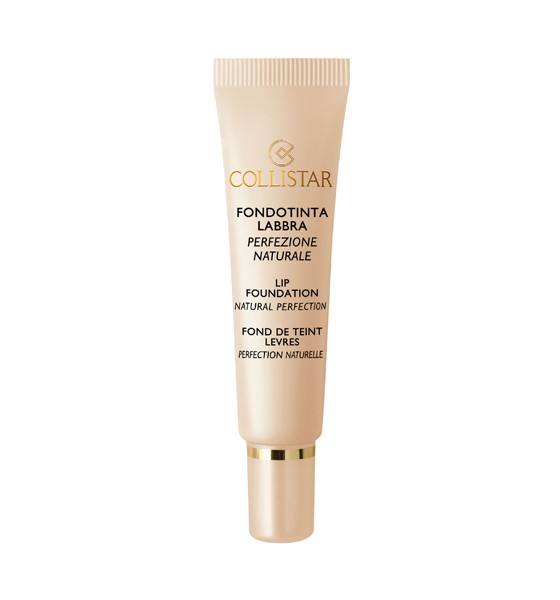 COLLISTAR
FONDOTINTA
LABBRA
PERFEZIONE
NATURALE
LIP
FOUNDATION
NATURAL PERFECTION
FOND DE TEINT
LEVRES
PERFECTION NATURELLE